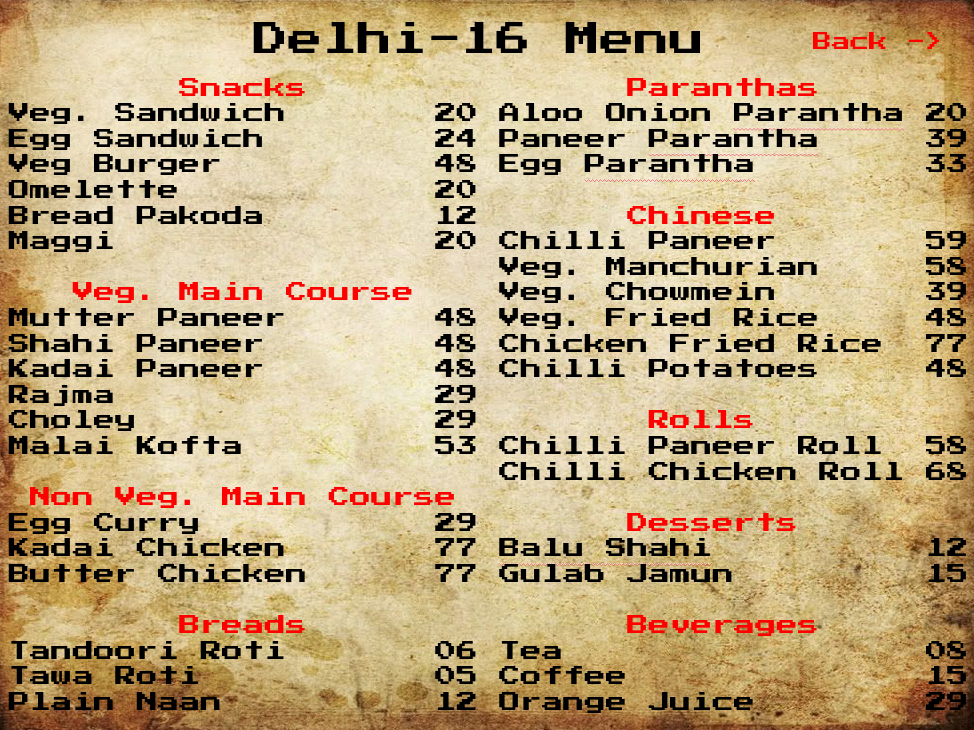 Delhi-16 Menu
Back ->
Snacks
Veg. Sandwich 20
Egg Sandwich 24
Veg Burger 48
Omelette 20
Bread Pakoda 12
Maggi 20
Veg. Main Course
Mutter Paneer 48
Shahi Paneer 48
Kadai Paneer 48
Rajma 29
Choley 29
Malai Kofta 53
Non Veg. Main Course
Egg Curry 29
Kadai Chicken 77
Butter Chicken 77
Breads
Tandoori Roti 06
Tawa Roti 05
Plain Naan 12
Paranthas
Aloo Onion Parantha 20
Paneer Parantha 39
Egg Parantha 33
Chinese
Chilli Paneer 59
Veg. Manchurian 58
Veg. Chowmein 39
Veg. Fried Rice 48
Chicken Fried Rice 77
Chilli Potatoes 48
Rolls
Chilli Paneer Roll 58
Chilli Chicken Roll 68
Desserts
Balu Shahi 12
Gulab Jamun 15
Beverages
Tea 08
Coffee 15
Orange Juice 29